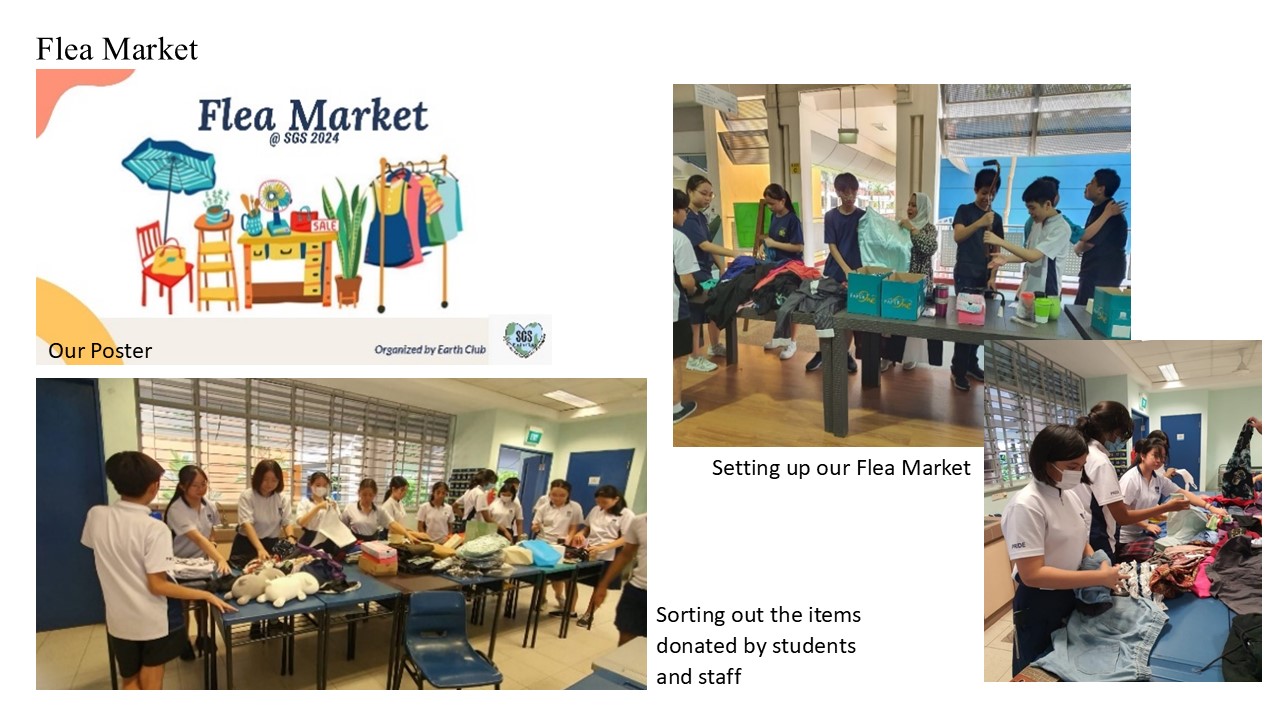 Flea Market
Flea Market
@ SGS 2024
SALE
Our Poster
Organized by Earth Club
SGS
Setting up our Flea Market
PRIDE
Sorting out the items
donated by students
and staff